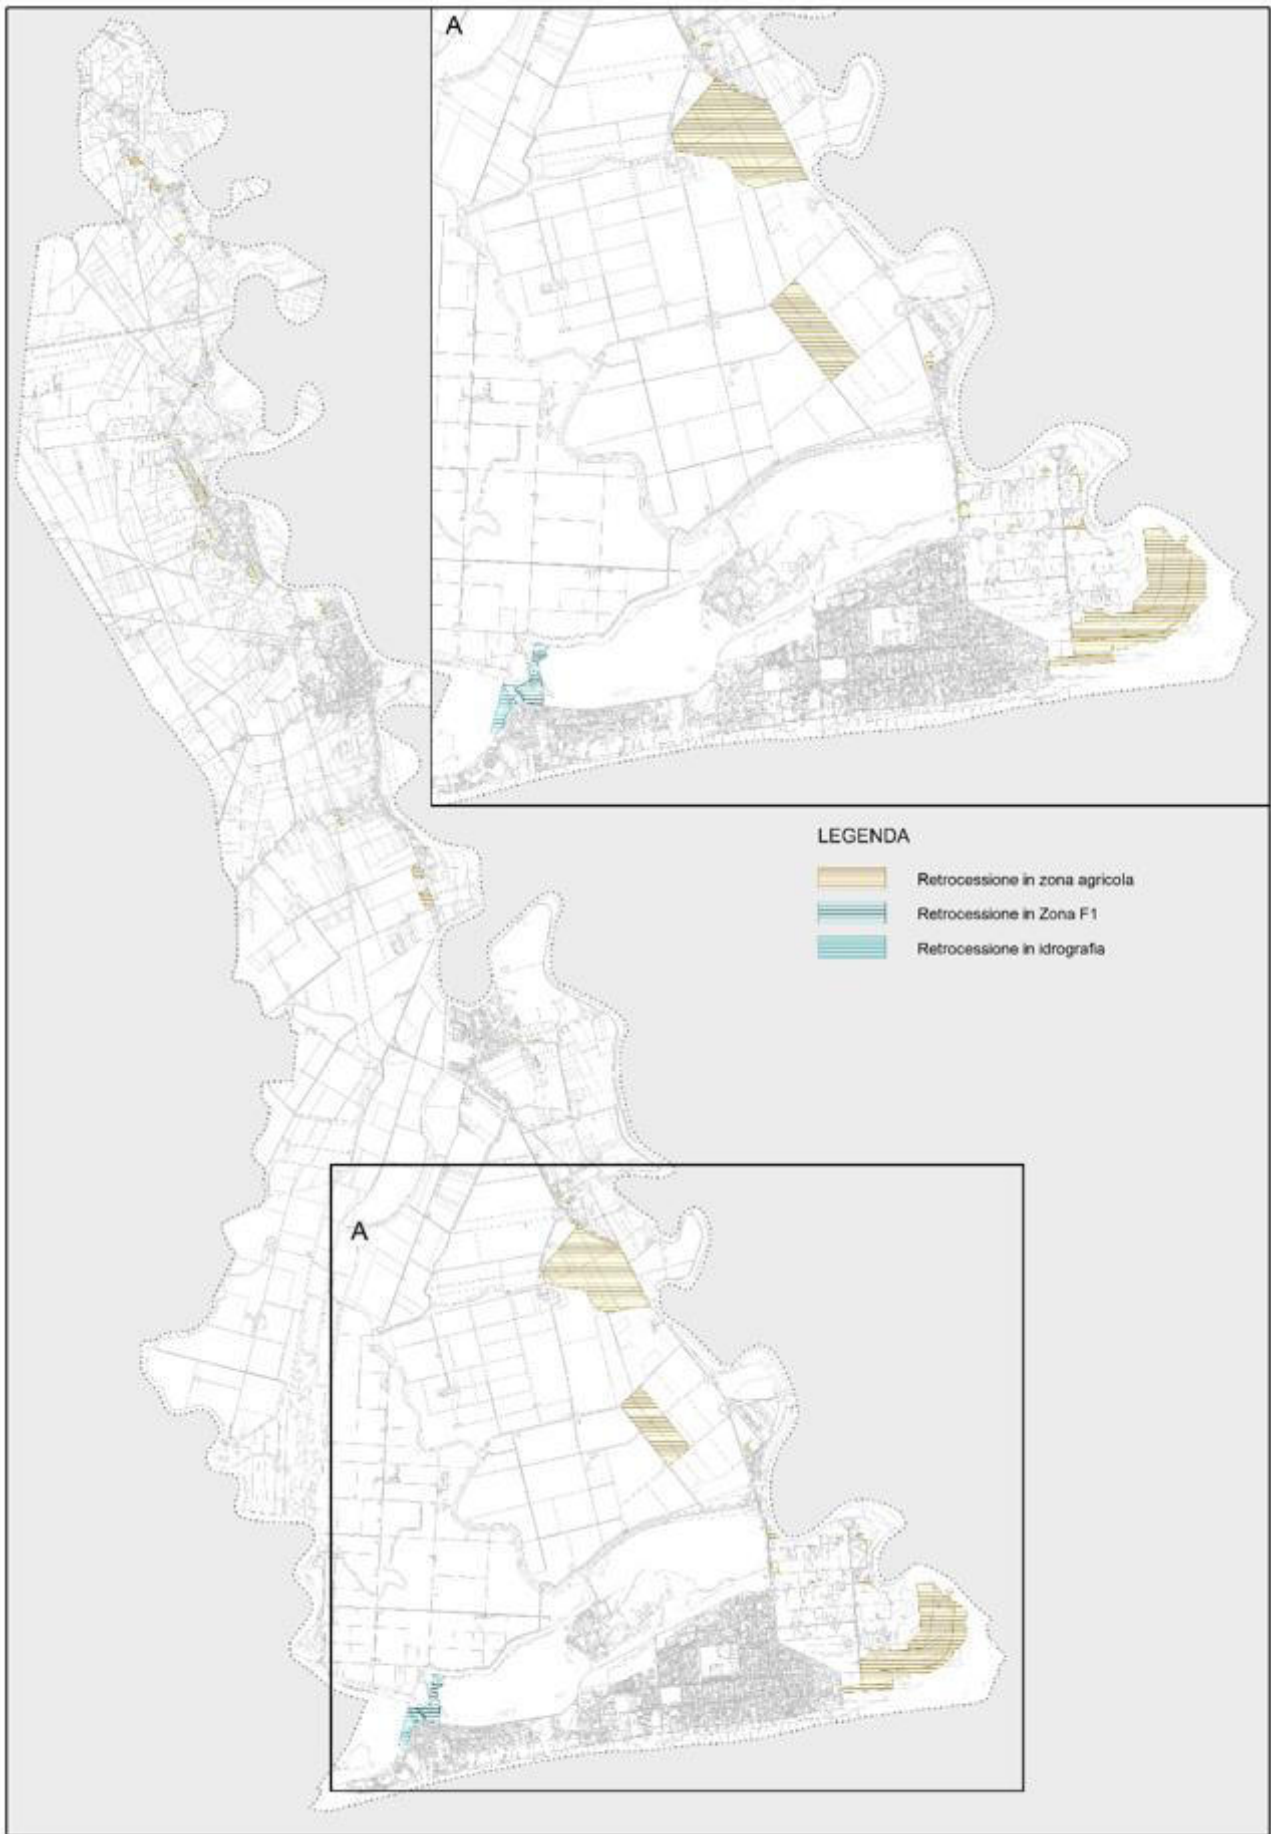 A
LEGENDA
Retrocessione in zona agricola
Retrocessione in Zona F1
Retrocessione in idrografia
A